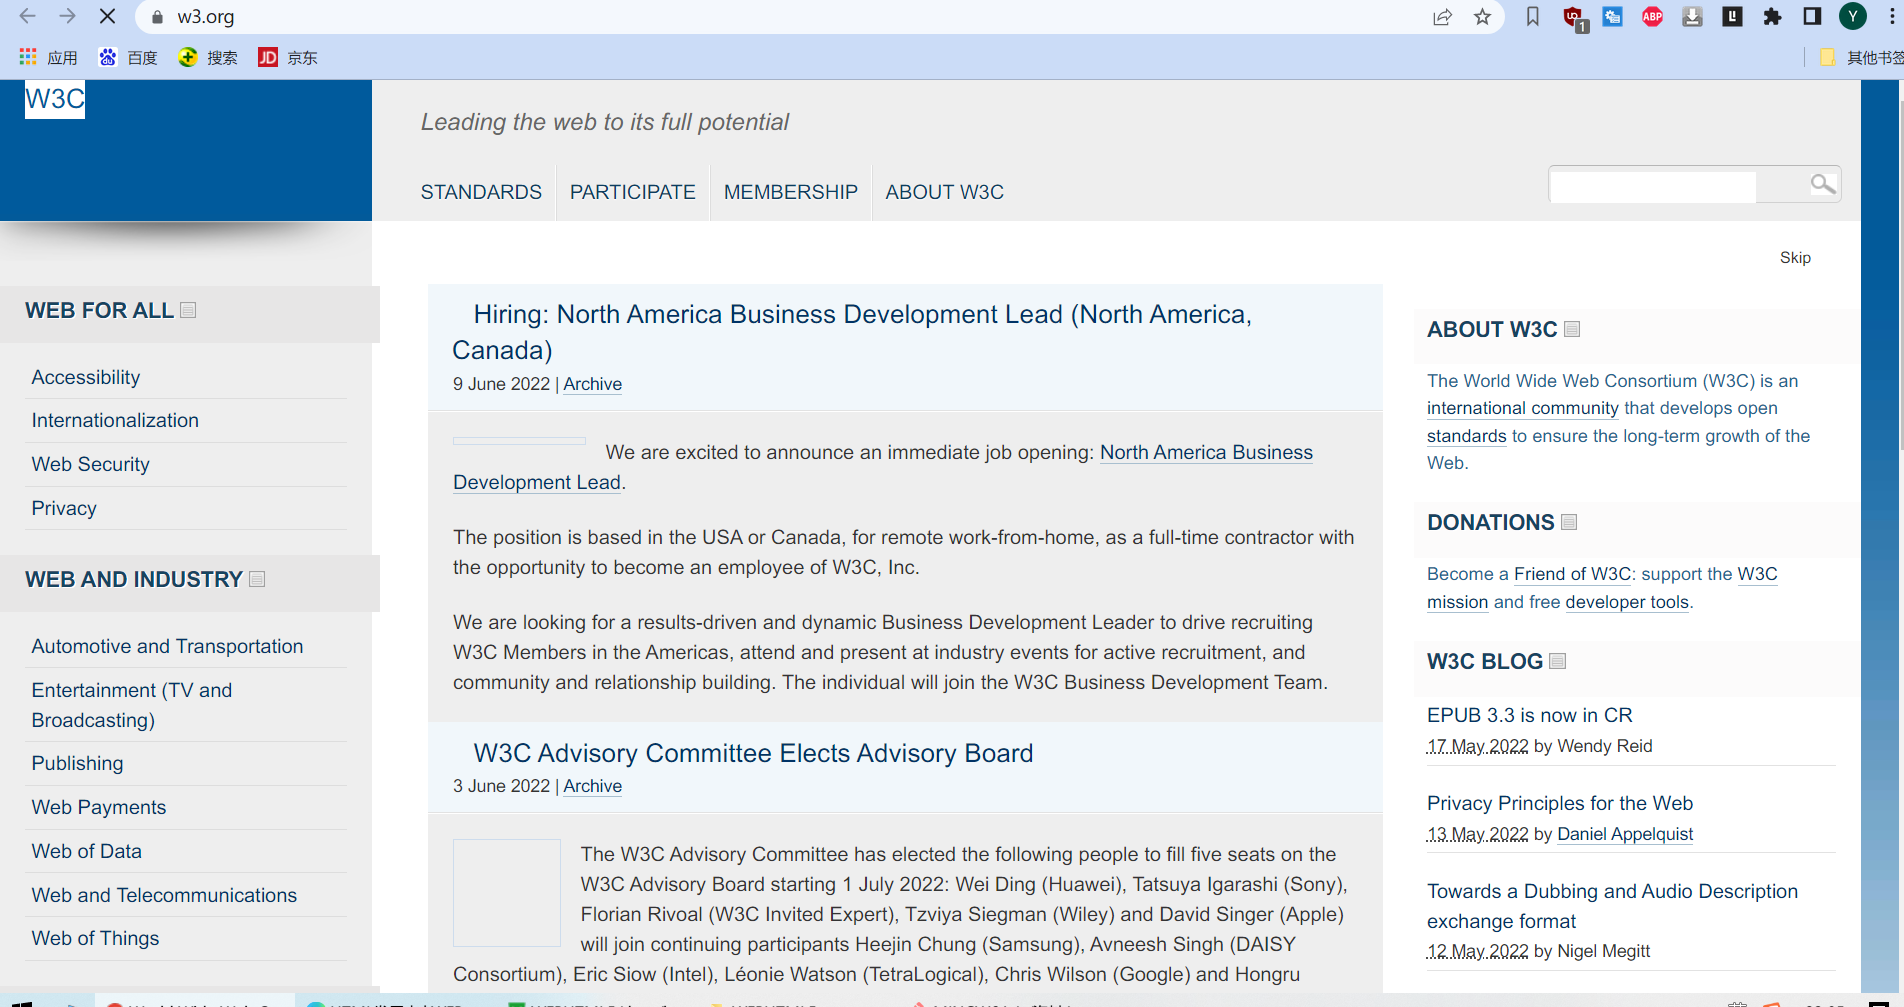 w3.org
1
ABP
Y
应用
百度
搜索
JD 京东
其他书签
W3C
Leading the web to its full potential
STANDARDS
PARTICIPATE
MEMBERSHIP
ABOUT W3C
Skip
WEB FOR ALL
Accessibility
Internationalization
Web Security
Privacy
WEB AND INDUSTRY
Automotive and Transportation
Entertainment (TV and
Broadcasting)
Publishing
Web Payments
Web of Data
Web and Telecommunications
Web of Things
Hiring: North America Business Development Lead (North America,
Canada)
9 June 2022 | Archive
We are excited to announce an immediate job opening: North America Business
Development Lead.
The position is based in the USA or Canada, for remote work-from-home, as a full-time contractor with
the opportunity to become an employee of W3C, Inc.
We are looking for a results-driven and dynamic Business Development Leader to drive recruiting
W3C Members in the Americas, attend and present at industry events for active recruitment, and
community and relationship building. The individual will join the W3C Business Development Team.
W3C Advisory Committee Elects Advisory Board
3 June 2022 | Archive
The W3C Advisory Committee has elected the following people to fill five seats on the
W3C Advisory Board starting 1 July 2022: Wei Ding (Huawei), Tatsuya Igarashi (Sony),
Florian Rivoal (W3C Invited Expert), Tzviya Siegman (Wiley) and David Singer (Apple)
will join continuing participants Heejin Chung (Samsung), Avneesh Singh (DAISY
Consortium), Eric Siow (Intel), Léonie Watson (TetraLogical), Chris Wilson (Google) and Hongru
ABOUT W3C
The World Wide Web Consortium (W3C) is an
international community that develops open
standards to ensure the long-term growth of the
Web.
DONATIONS
Become a Friend of W3C: support the W3C
mission and free developer tools.
W3C BLOG
EPUB 3.3 is now in CR
17 May 2022 by Wendy Reid
Privacy Principles for the Web
13 May 2022 by Daniel Appelquist
Towards a Dubbing and Audio Description
exchange format
12 May 2022 by Nigel Megitt